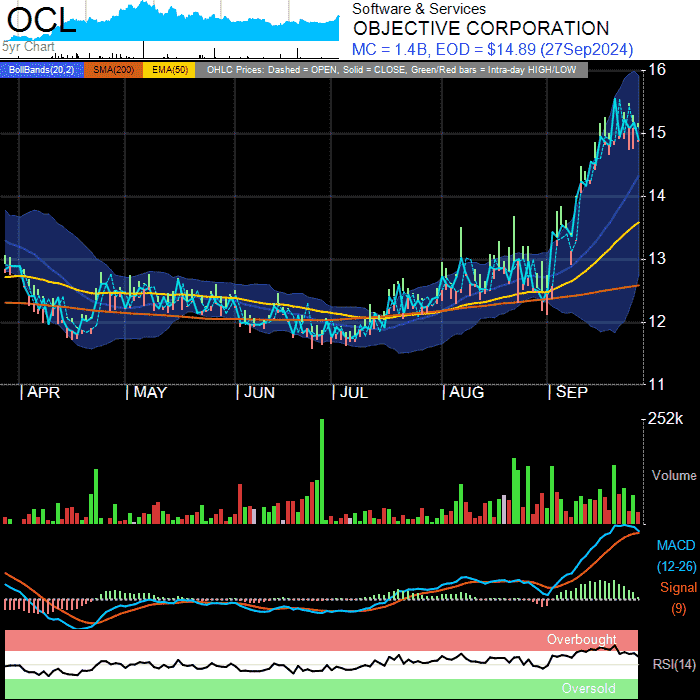 OCL
5yr Chart
Software & Services
OBJECTIVE CORPORATION
MC = 1.4B, EOD = $14.89 (27Sep2024)
BollBands(20,2) SMA(200) EMA(50) OHLC Prices: Dashed = OPEN, Solid = CLOSE, Green/Red bars = Intra-day HIGH/LOW
16
15
14
13
12
11
APR MAY JUN JUL AUG SEP
252k
Volume
MACD
(12-26)
Signal
(9)
Overbought
RSI(14)
Oversold